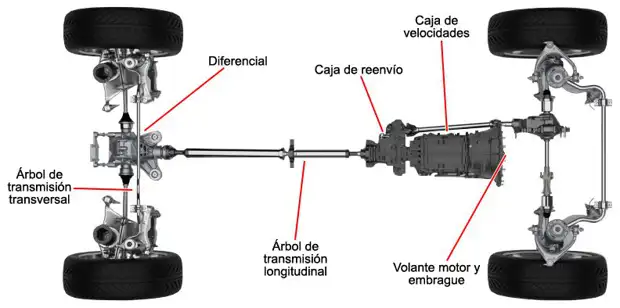 Caja de
velocidades
Diferencial
Caja de reenvío
Árbol de
transmisión
transversal
Árbol de
transmisión
longitudinal
Volante motor y
embrague